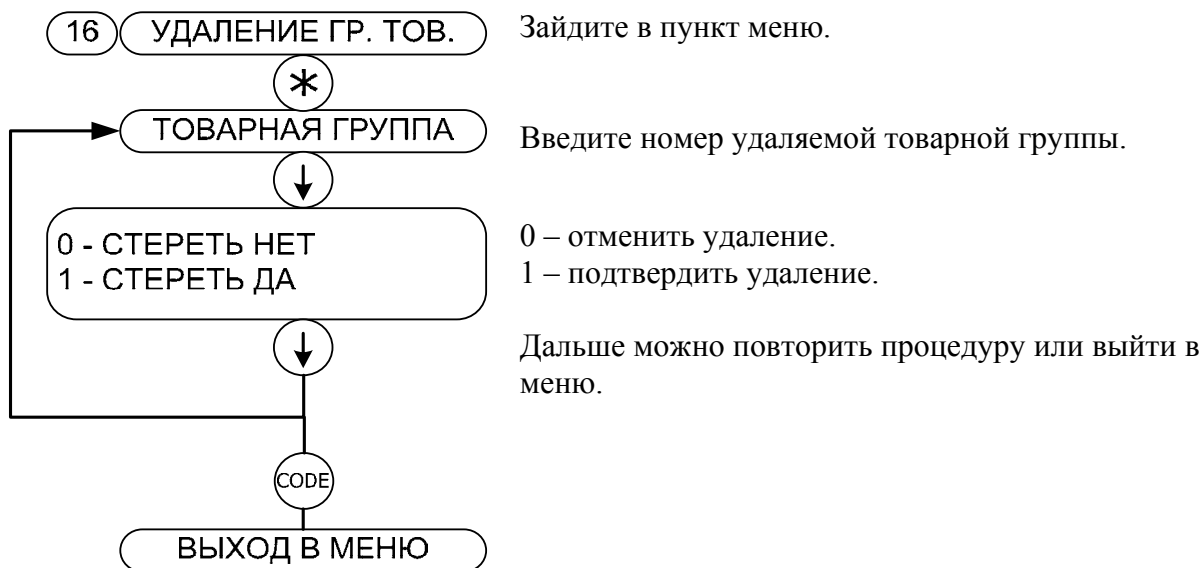 16 УДАЛЕНИЕ ГР. ТОВ.
Зайдите в пункт меню.
ТОВАРНАЯ ГРУППА
Введите номер удаляемой товарной группы.
0 - СТЕРЕТЬ НЕТ
1 - СТЕРЕТЬ ДА
0 – отменить удаление.
1 – подтвердить удаление.
Дальше можно повторить процедуру или выйти в
меню.
CODE
ВЫХОД В МЕНЮ